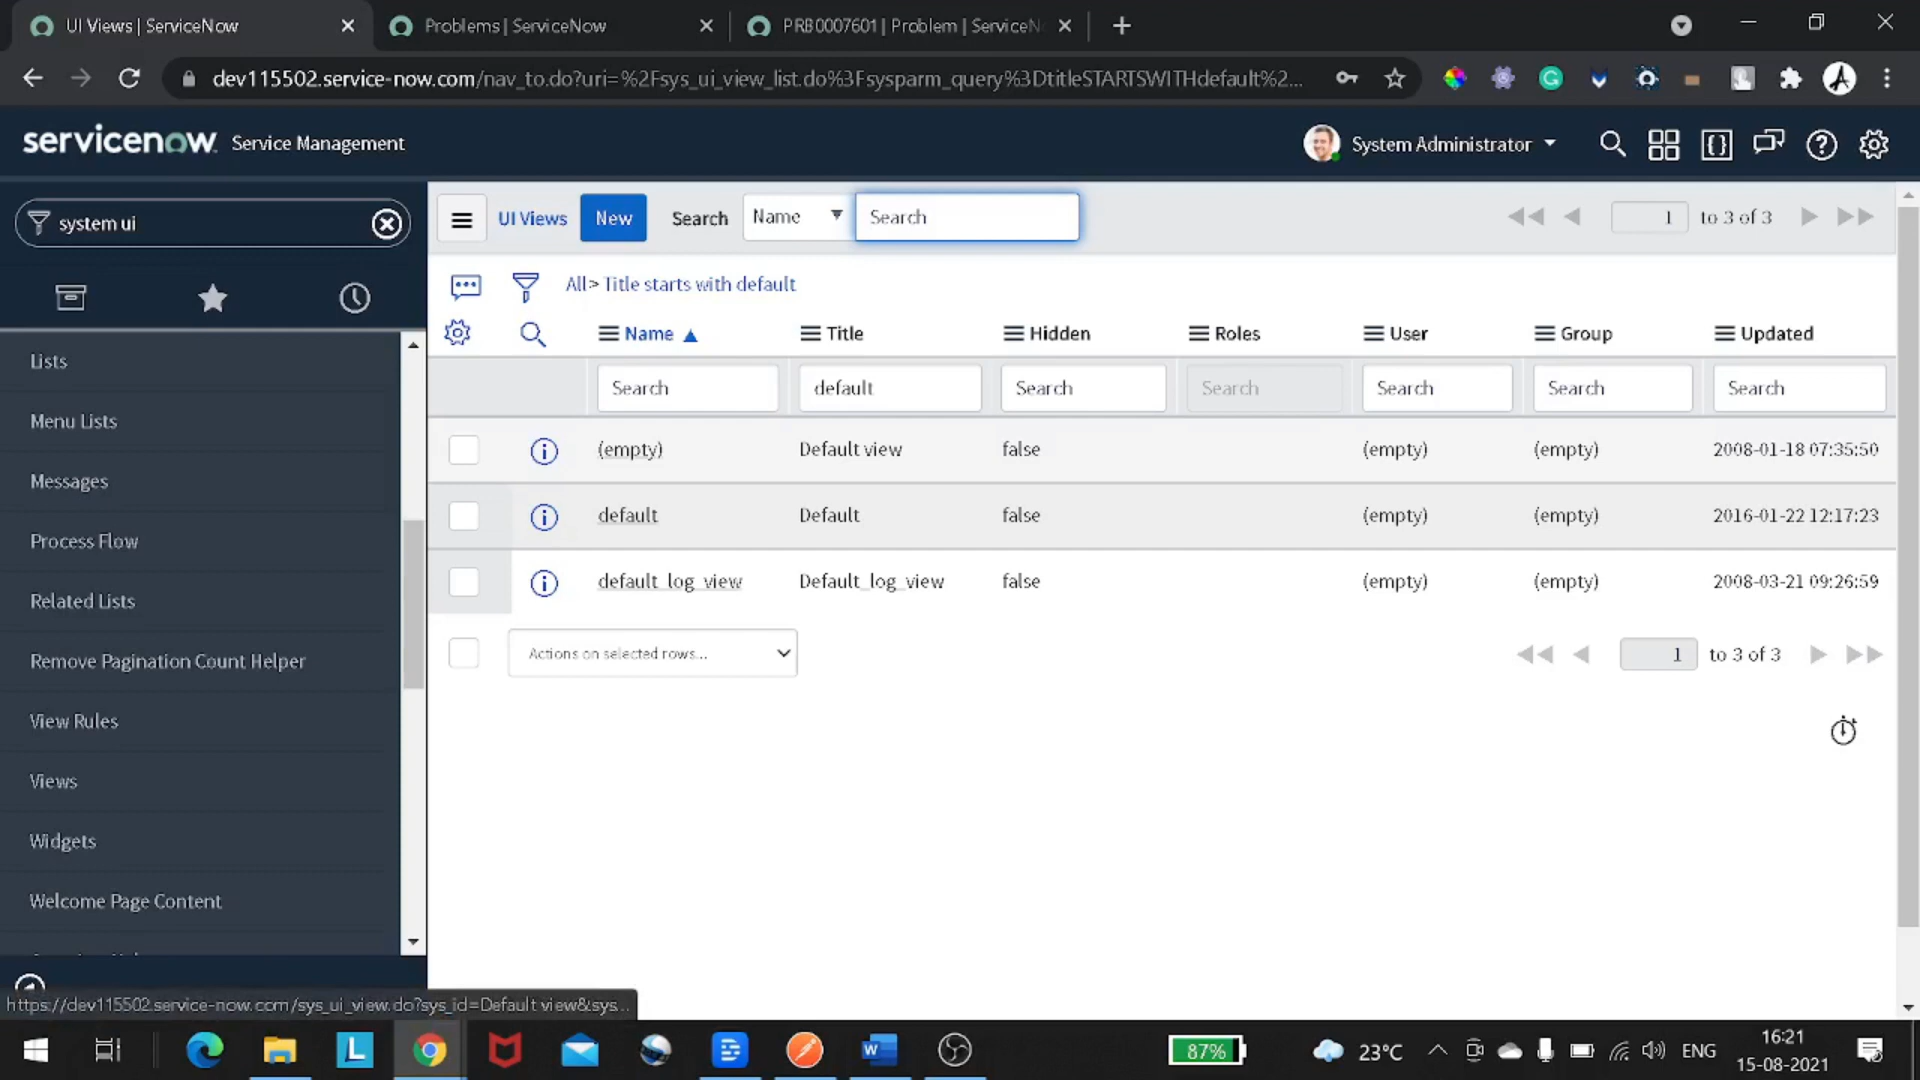 UI Views | ServiceNow
Problems | ServiceNow
PRB0007601 | Problem | ServiceN
dev115502.service-now.com/nav_to.do?uri=%2Fsys_ui_view_list.do%3Fsysparm_query%3DtitleSTARTSWITHdefault%2...
servicenow Service Management
System Administrator
system ui
UI Views New Search Name Search
1 to 3 of 3
All > Title starts with default
Name Title Hidden Roles User Group Updated
Search default Search Search Search Search Search
(empty) Default view false (empty) (empty) 2008-01-18 07:35:50
default Default false (empty) (empty) 2016-01-22 12:17:23
default_log_view Default_log_view false (empty) (empty) 2008-03-21 09:26:59
Actions on selected rows...
1 to 3 of 3
Lists
Menu Lists
Messages
Process Flow
Related Lists
Remove Pagination Count Helper
View Rules
Views
Widgets
Welcome Page Content
https://dev115502.service-now.com/sys_ui_view.do?sys_id=Default view&sys...
87%
23°C
ENG
16:21
15-08-2021